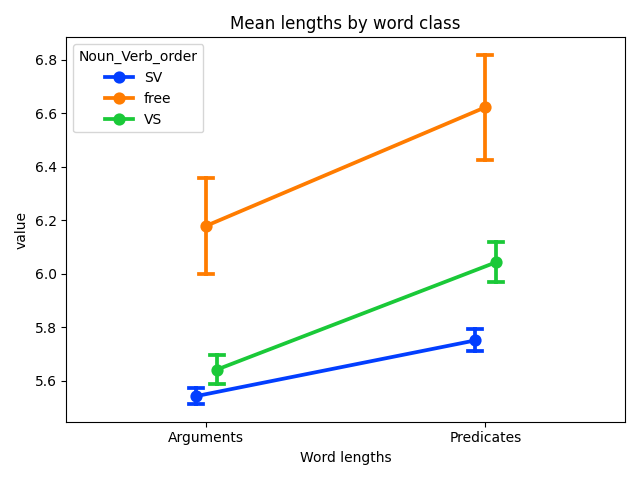 Mean lengths by word class
Noun_Verb_order
SV
free
VS
value
6.8
6.6
6.4
6.2
6.0
5.8
5.6
Arguments
Predicates
Word lengths